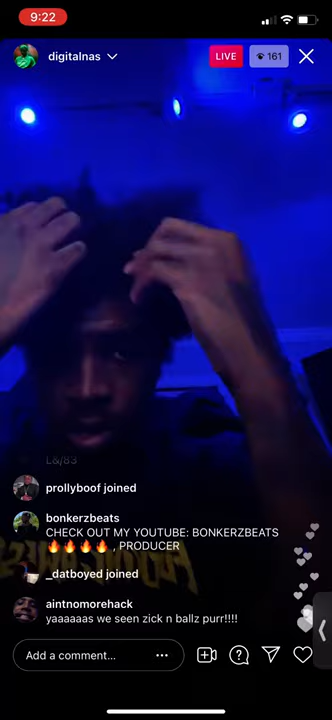 9:22
digitalnas
LIVE
161
prollyboof joined
bonkerzbeats
CHECK OUT MY YOUTUBE: BONKERZBEATS
🔥🔥🔥🔥 , PRODUCER
_datboyed joined
aintnomorehack
yaaaaaas we seen zick n ballz purr!!!!
Add a comment...